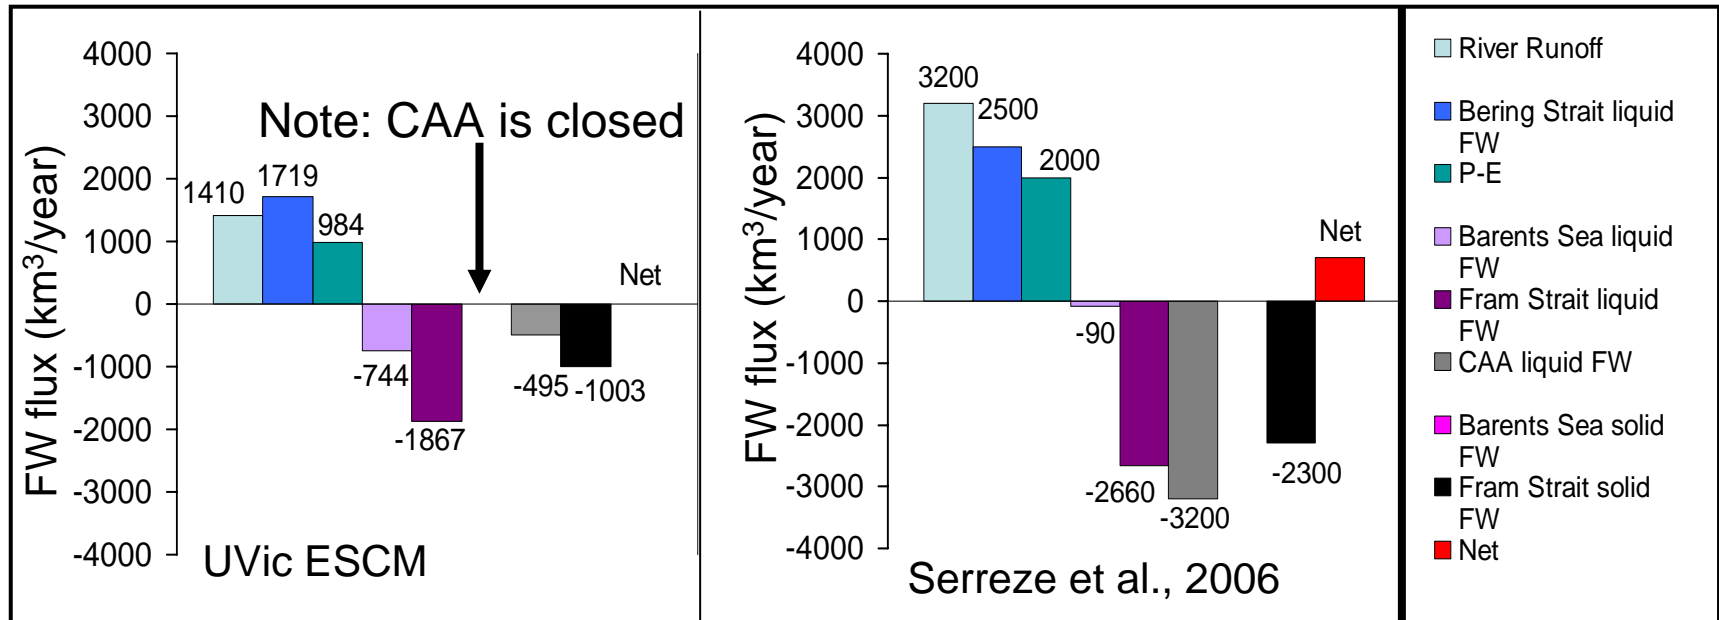 4000
3000
2000
1000
0
-1000
-2000
-3000
-4000
FW flux (km³/year)
Note: CAA is closed
1410
1719
984
-744
-1867
-495
-1003
Net
UVic ESCM
4000
3000
2000
1000
0
-1000
-2000
-3000
-4000
FW flux (km³/year)
3200
2500
2000
-90
-2660
-3200
-2300
Net
Serreze et al., 2006
River Runoff
Bering Strait liquid
FW
P-E
Barents Sea liquid
FW
Fram Strait liquid
FW
CAA liquid FW
Barents Sea solid
FW
Fram Strait solid
FW
Net